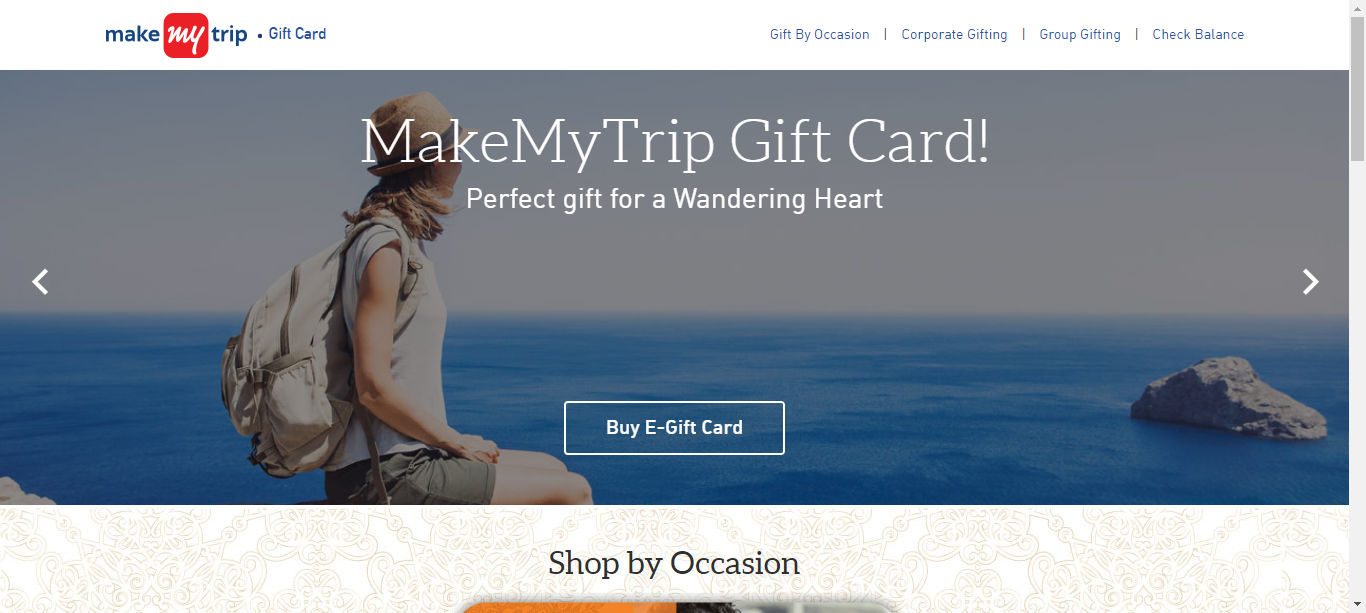 make my trip • Gift Card
Gift By Occasion | Corporate Gifting | Group Gifting | Check Balance
MakeMyTrip Gift Card!
Perfect gift for a Wandering Heart
Buy E-Gift Card
Shop by Occasion